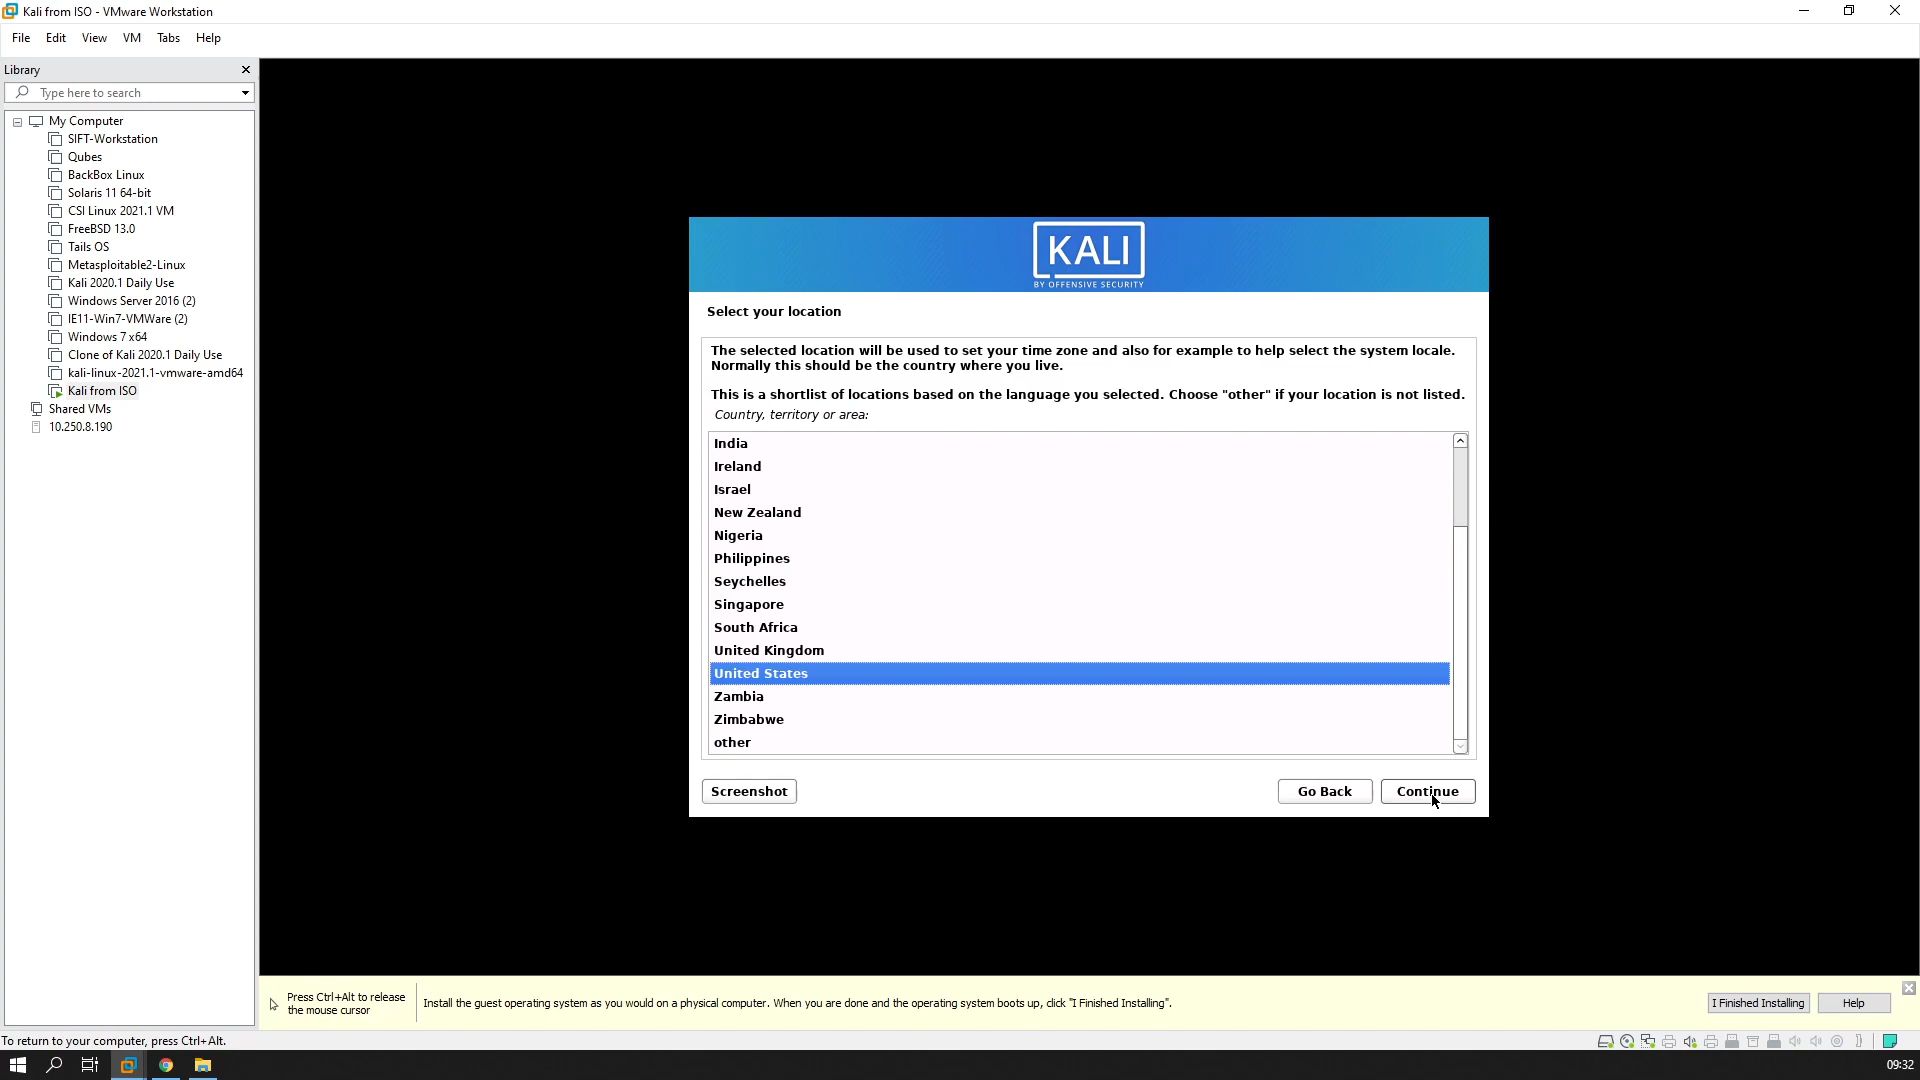 Kali from ISO - VMware Workstation
File Edit View VM Tabs Help
Library
Type here to search
My Computer
SIFT-Workstation
Qubes
BackBox Linux
Solaris 11 64-bit
CSI Linux 2021.1 VM
FreeBSD 13.0
Tails OS
Metasploitable2-Linux
Kali 2020.1 Daily Use
Windows Server 2016 (2)
IE11-Win7-VMWare (2)
Windows 7 x64
Clone of Kali 2020.1 Daily Use
kali-linux-2021.1-vmware-amd64
Kali from ISO
Shared VMs
10.250.8.190
KALI
BY OFFENSIVE SECURITY
Select your location
The selected location will be used to set your time zone and also for example to help select the system locale.
Normally this should be the country where you live.
This is a shortlist of locations based on the language you selected. Choose "other" if your location is not listed.
Country, territory or area:
India
Ireland
Israel
New Zealand
Nigeria
Philippines
Seychelles
Singapore
South Africa
United Kingdom
United States
Zambia
Zimbabwe
other
Screenshot Go Back Continue
Press Ctrl+Alt to release
the mouse cursor
Install the guest operating system as you would on a physical computer. When you are done and the operating system boots up, click "I Finished Installing".
I Finished Installing Help
To return to your computer, press Ctrl+Alt.
09:32